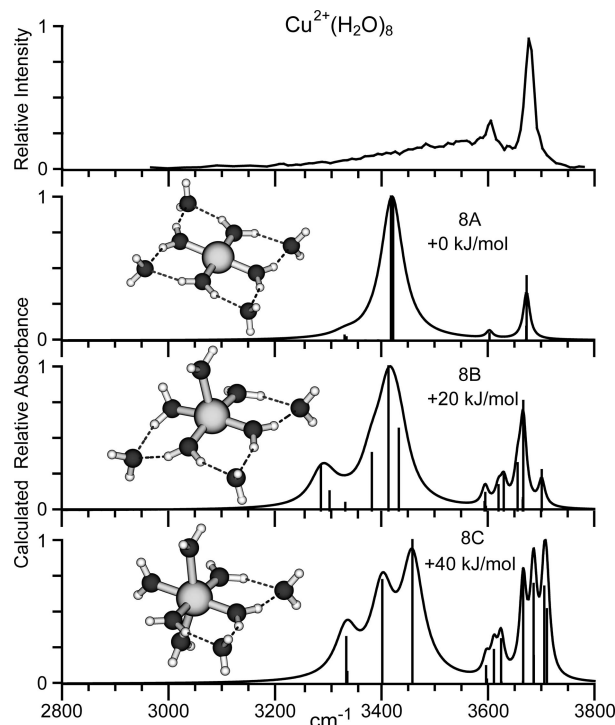 Cu²⁺(H₂O)₈
Relative Intensity
1
0
1
8A
+0 kJ/mol
0
Calculated Relative Absorbance
1
8B
+20 kJ/mol
0
1
8C
+40 kJ/mol
0
2800
3000
3200
cm⁻¹
3400
3600
3800